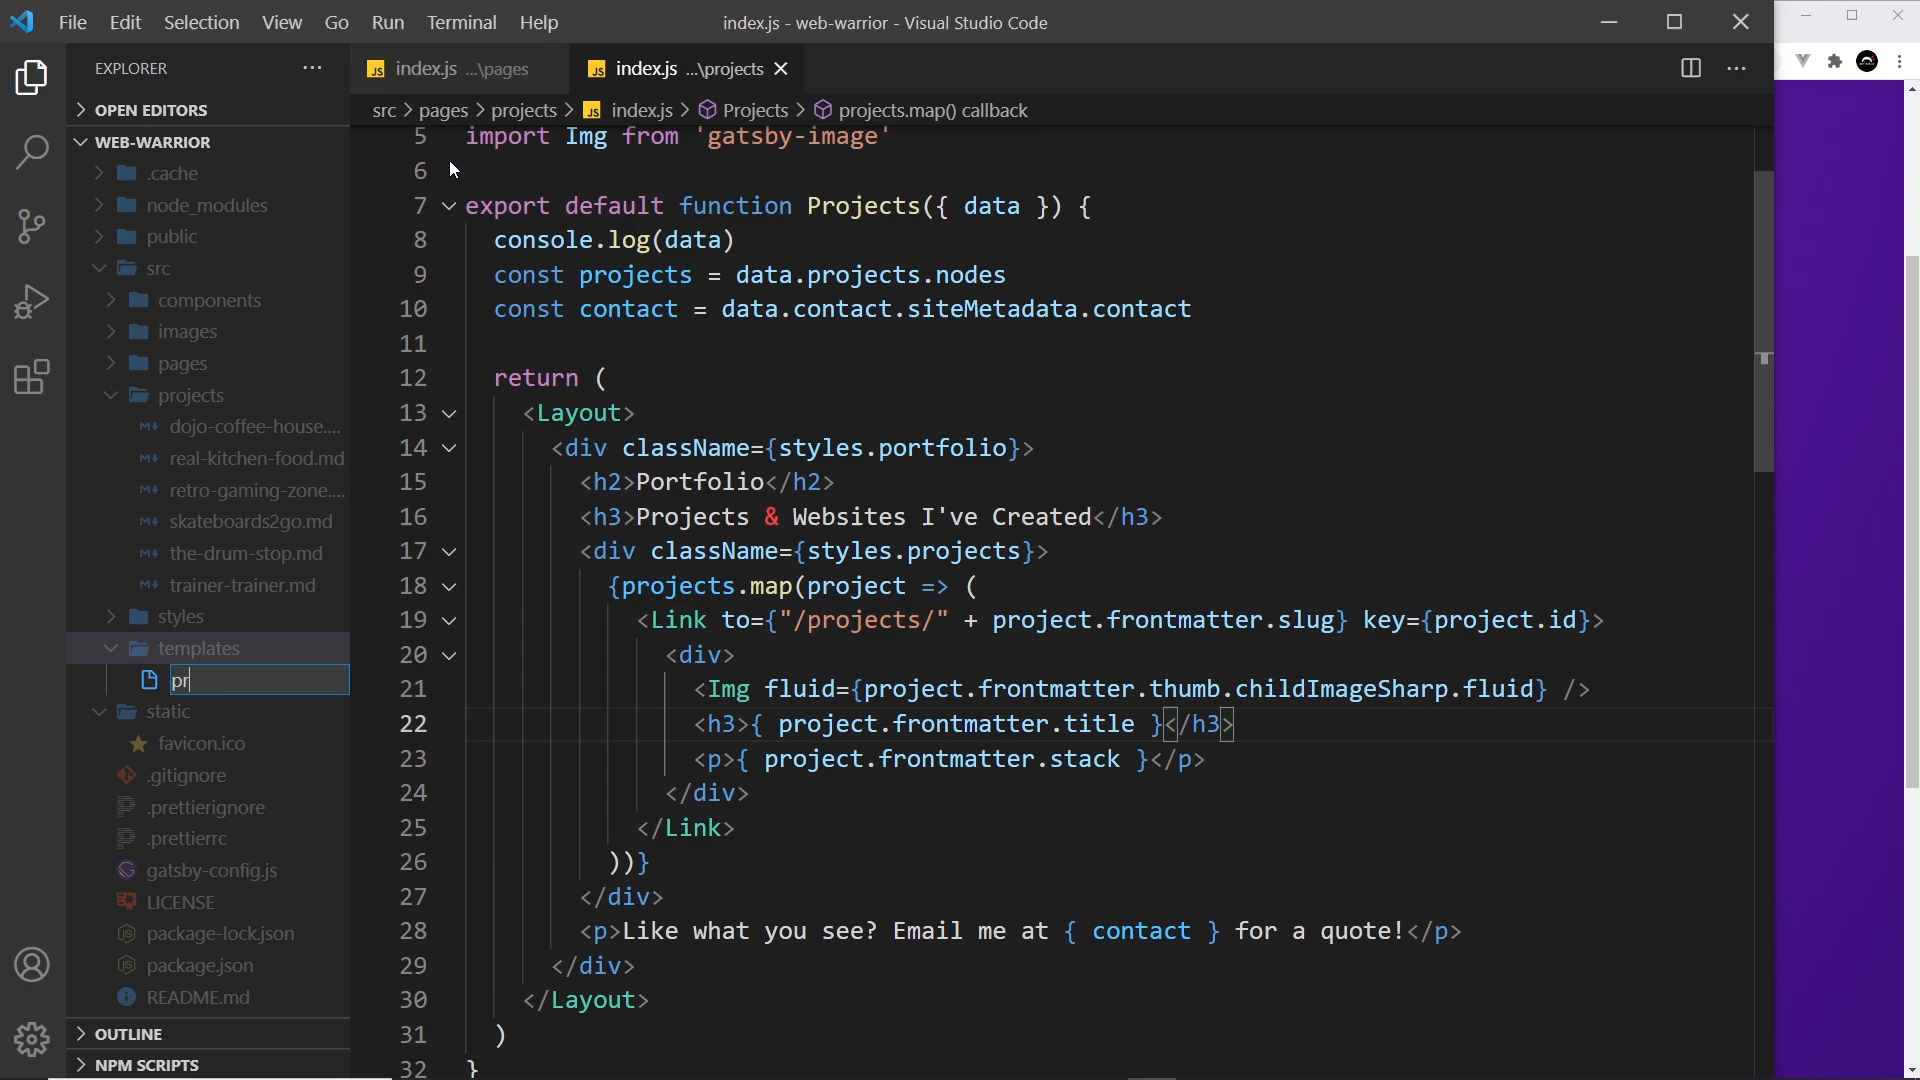 File Edit Selection View Go Run Terminal Help
index.js - web-warrior - Visual Studio Code
EXPLORER
OPEN EDITORS
WEB-WARRIOR
.cache
node_modules
public
src
components
images
pages
projects
dojo-coffee-house....
real-kitchen-food.md
retro-gaming-zone....
skateboards2go.md
the-drum-stop.md
trainer-trainer.md
styles
templates
pr
static
favicon.ico
.gitignore
.prettierignore
.prettierrc
gatsby-config.js
LICENSE
package-lock.json
package.json
README.md
OUTLINE
NPM SCRIPTS
JS index.js ...\pages
JS index.js ...\projects
src > pages > projects > JS index.js > Projects > projects.map() callback
5 import Img from 'gatsby-image'
6
7 export default function Projects({ data }) {
8 console.log(data)
9 const projects = data.projects.nodes
10 const contact = data.contact.siteMetadata.contact
11
12 return (
13 <Layout>
14 <div className={styles.portfolio}>
15 <h2>Portfolio</h2>
16 <h3>Projects & Websites I've Created</h3>
17 <div className={styles.projects}>
18 {projects.map(project => (
19 <Link to={"/projects/" + project.frontmatter.slug} key={project.id}>
20 <div>
21 <Img fluid={project.frontmatter.thumb.childImageSharp.fluid} />
22 <h3>{ project.frontmatter.title }</h3>
23 <p>{ project.frontmatter.stack }</p>
24 </div>
25 </Link>
26 ))}
27 </div>
28 <p>Like what you see? Email me at { contact } for a quote!</p>
29 </div>
30 </Layout>
31 )
32 }